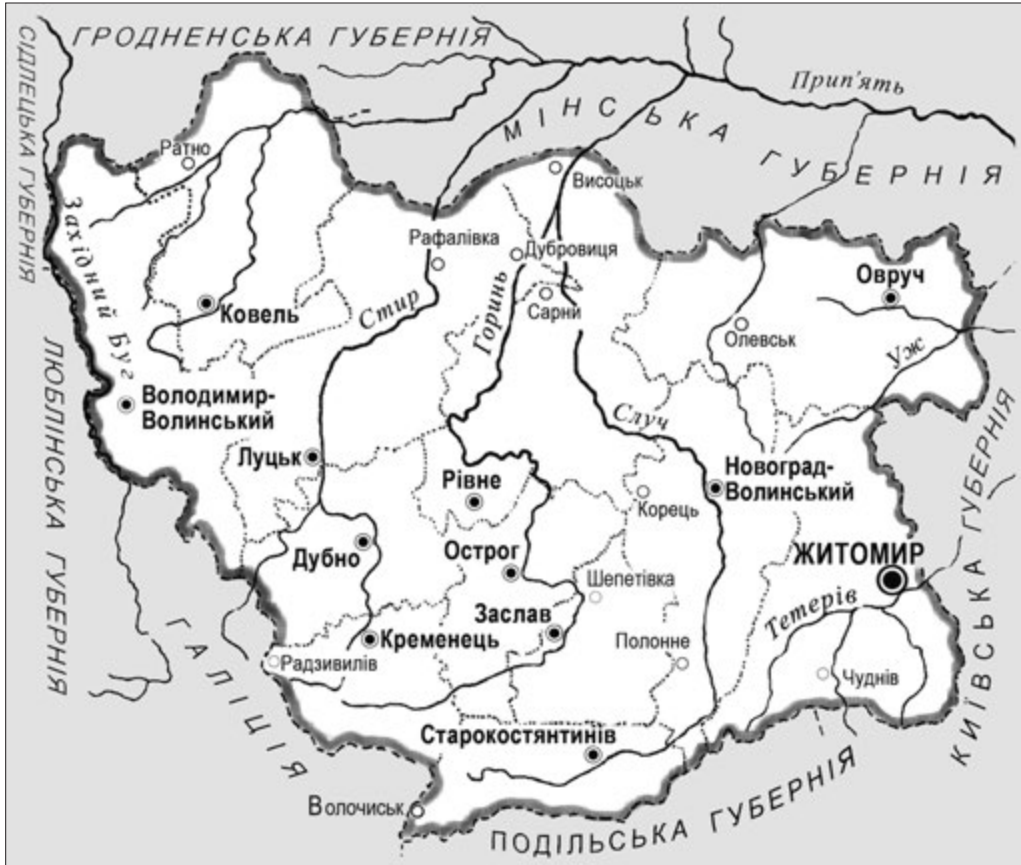 ГРОДНЕНСЬКА ГУБЕРНІЯ
СІДЛЕЦЬКА ГУБЕРНІЯ
Прип'ять
МІНСЬКА ГУБЕРНІЯ
Ратно
Висоцьк
Західний Буг
Рафалівка
Дубровиця
Овруч
Ковель
Стир
Горинь
Сарни
Олевськ
Уж
ЛЮБЛІНСЬКА ГУБЕРНІЯ
Володимир-
Волинський
Случ
Луцьк
Рівне
Корець
Новоград-
Волинський
КИЇВСЬКА ГУБЕРНІЯ
Дубно
Острог
Шепетівка
ЖИТОМИР
Заслав
Тетерів
Кременець
Радзивилів
Полонне
Чуднів
ГАЛІЦІЯ
Старокостянтинів
Волочиськ
ПОДІЛЬСЬКА ГУБЕРНІЯ